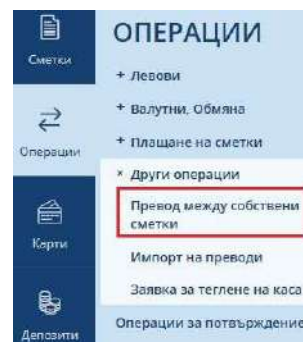 Сметки
Операции
Карти
Депозити
ОПЕРАЦИИ
+ Левови
+ Валутни, Обмяна
+ Плащане на сметки
× Други операции
Превод между собствени
сметки
Импорт на преводи
Заявка за теглене на каса
Операции за потвърждение